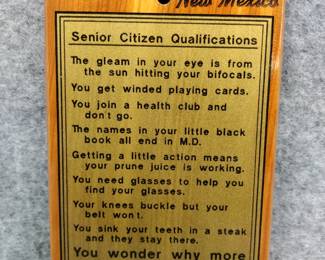 New Mexico
Senior Citizen Qualifications
The gleam in your eye is from
the sun hitting your bifocals.
You get winded playing cards.
You join a health club and
don't go.
The names in your little black
book all end in M.D.
Getting a little action means
your prune juice is working.
You need glasses to help you
find your glasses.
Your knees buckle but your
belt won't.
You sink your teeth in a steak
and they stay there.
You wonder why more